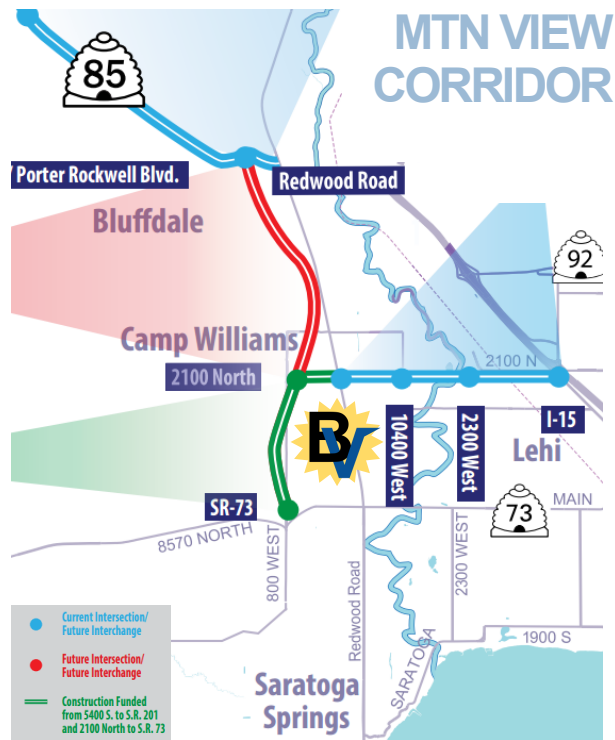 MTN VIEW
CORRIDOR
85
/ Porter Rockwell Blvd.
Redwood Road
Bluffdale
92
Camp Williams
2100 North
2100 N
I-15
BV
10400 West
2300 West
Lehi
SR-73
73
MAIN
8570 NORTH
800 WEST
Redwood Road
2300 WEST
1900 S
SARATOGA
Saratoga
Springs
Current Intersection/
Future Interchange
Future Intersection/
Future Interchange
Construction Funded
from 5400 S. to S.R. 201
and 2100 North to S.R. 73